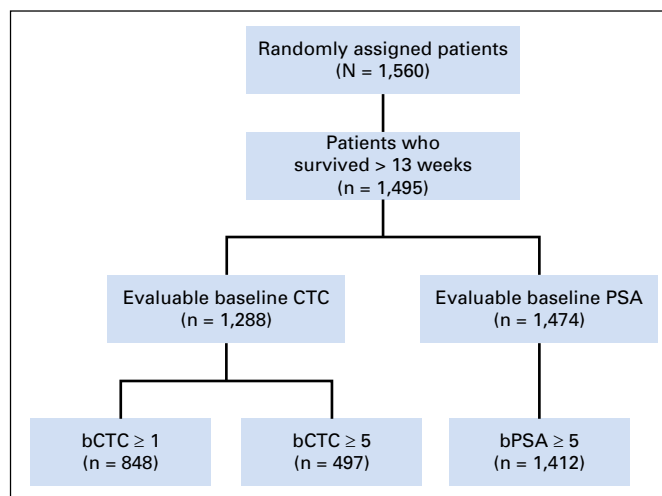 Randomly assigned patients
(N = 1,560)
Patients who
survived > 13 weeks
(n = 1,495)
Evaluable baseline CTC
(n = 1,288)
Evaluable baseline PSA
(n = 1,474)
bCTC ≥ 1
(n = 848)
bCTC ≥ 5
(n = 497)
bPSA ≥ 5
(n = 1,412)